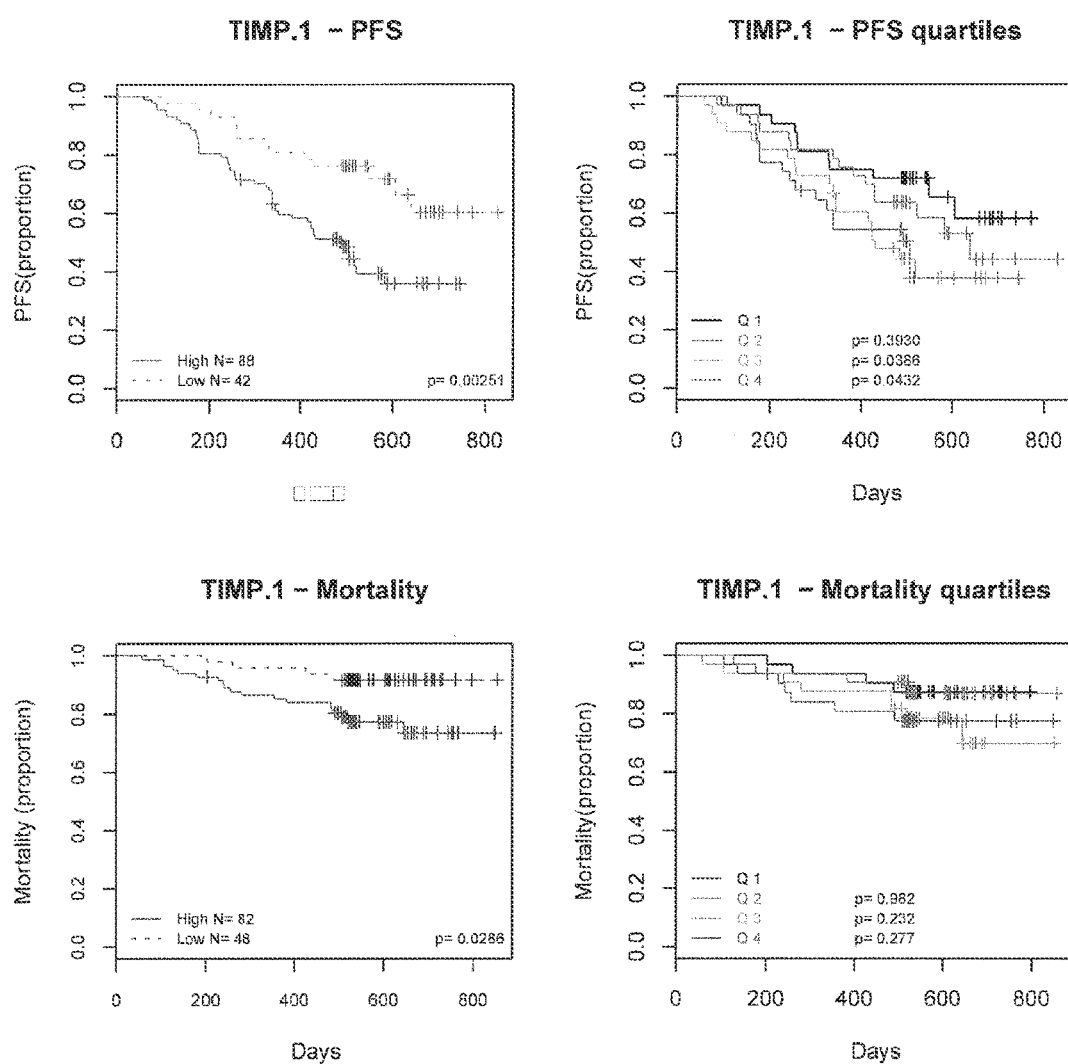 TIMP.1 – PFS
PFS(proportion)
1.0
0.8
0.6
0.4
0.2
0.0
High N= 88
Low N= 42
p= 0.00251
0 200 400 600 800
TIMP.1 – PFS quartiles
PFS(proportion)
1.0
0.8
0.6
0.4
0.2
0.0
Q 1
Q 2 p= 0.3930
Q 3 p= 0.0386
Q 4 p= 0.0432
0 200 400 600 800
Days
TIMP.1 – Mortality
Mortality (proportion)
1.0
0.8
0.6
0.4
0.2
0.0
High N= 82
Low N= 48
p= 0.0286
0 200 400 600 800
Days
TIMP.1 – Mortality quartiles
Mortality(proportion)
1.0
0.8
0.6
0.4
0.2
0.0
Q 1
Q 2 p= 0.962
Q 3 p= 0.232
Q 4 p= 0.277
0 200 400 600 800
Days